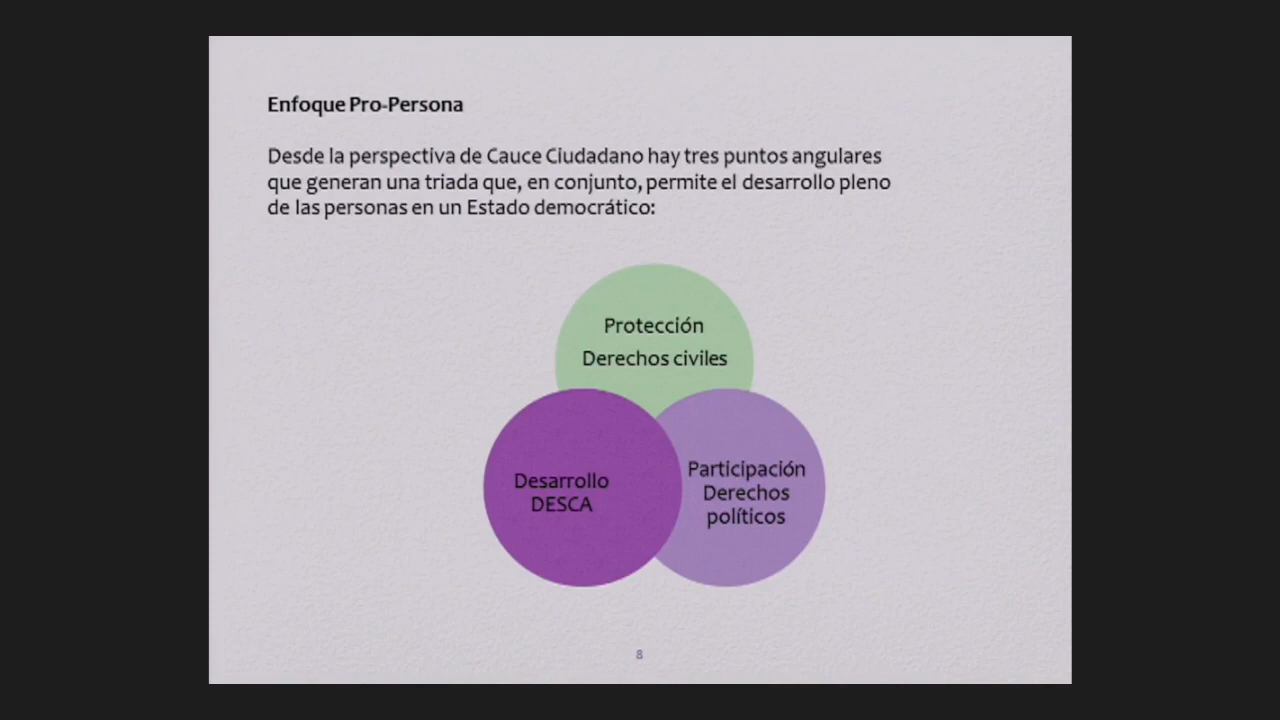 Enfoque Pro-Persona
Desde la perspectiva de Cauce Ciudadano hay tres puntos angulares
que generan una triada que, en conjunto, permite el desarrollo pleno
de las personas en un Estado democrático:
Protección
Derechos civiles
Desarrollo
DESCA
Participación
Derechos
políticos
8